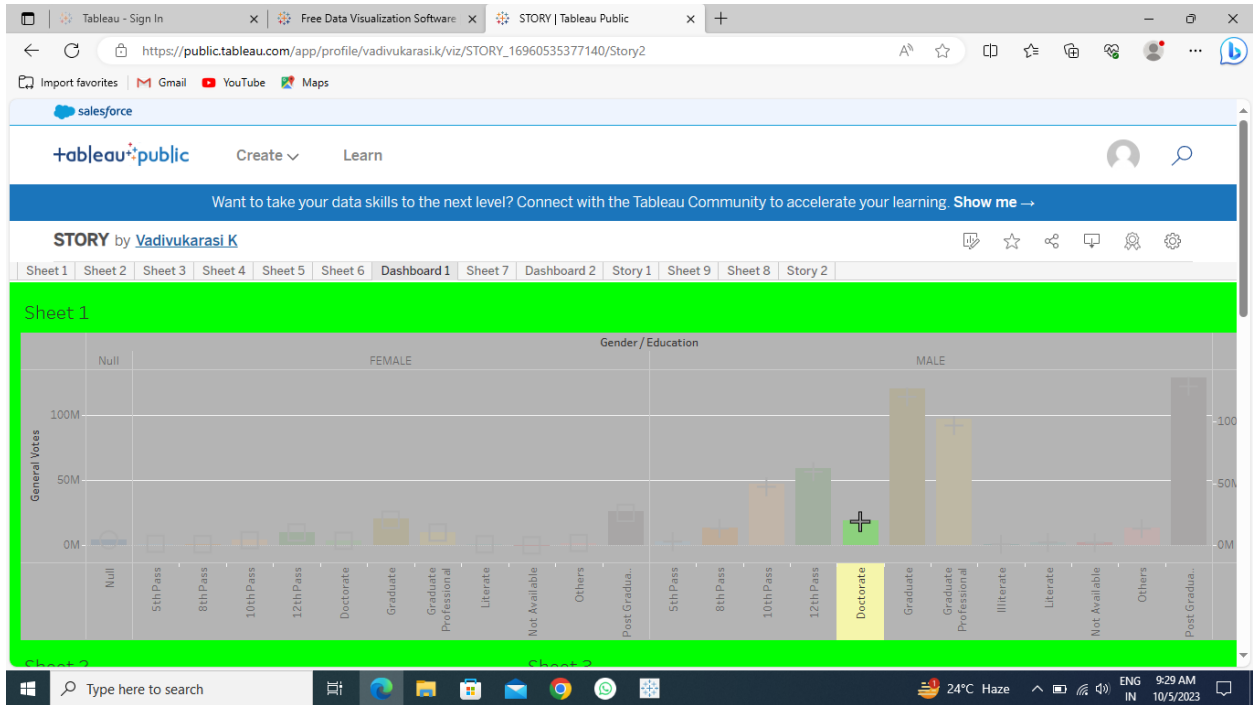 Tableau - Sign In
Free Data Visualization Software
STORY | Tableau Public
https://public.tableau.com/app/profile/vadivukarasi.k/viz/STORY_16960535377140/Story2
Import favorites
Gmail
YouTube
Maps
salesforce
+ableau public
Create
Learn
Want to take your data skills to the next level? Connect with the Tableau Community to accelerate your learning. Show me →
STORY by Vadivukarasi K
Sheet 1 Sheet 2 Sheet 3 Sheet 4 Sheet 5 Sheet 6 Dashboard 1 Sheet 7 Dashboard 2 Story 1 Sheet 9 Sheet 8 Story 2
Sheet 1
Gender / Education
Null FEMALE MALE
General Votes
100M
50M
0M
-100
-50M
-0M
Null
5th Pass
8th Pass
10th Pass
12th Pass
Doctorate
Graduate
Graduate
Professional
Literate
Not Available
Others
Post Gradua..
5th Pass
8th Pass
10th Pass
12th Pass
Doctorate
Graduate
Graduate
Professional
Illiterate
Literate
Not Available
Others
Post Gradua..
Sheet 2 Sheet 3
Type here to search
24°C Haze
ENG
IN
9:29 AM
10/5/2023